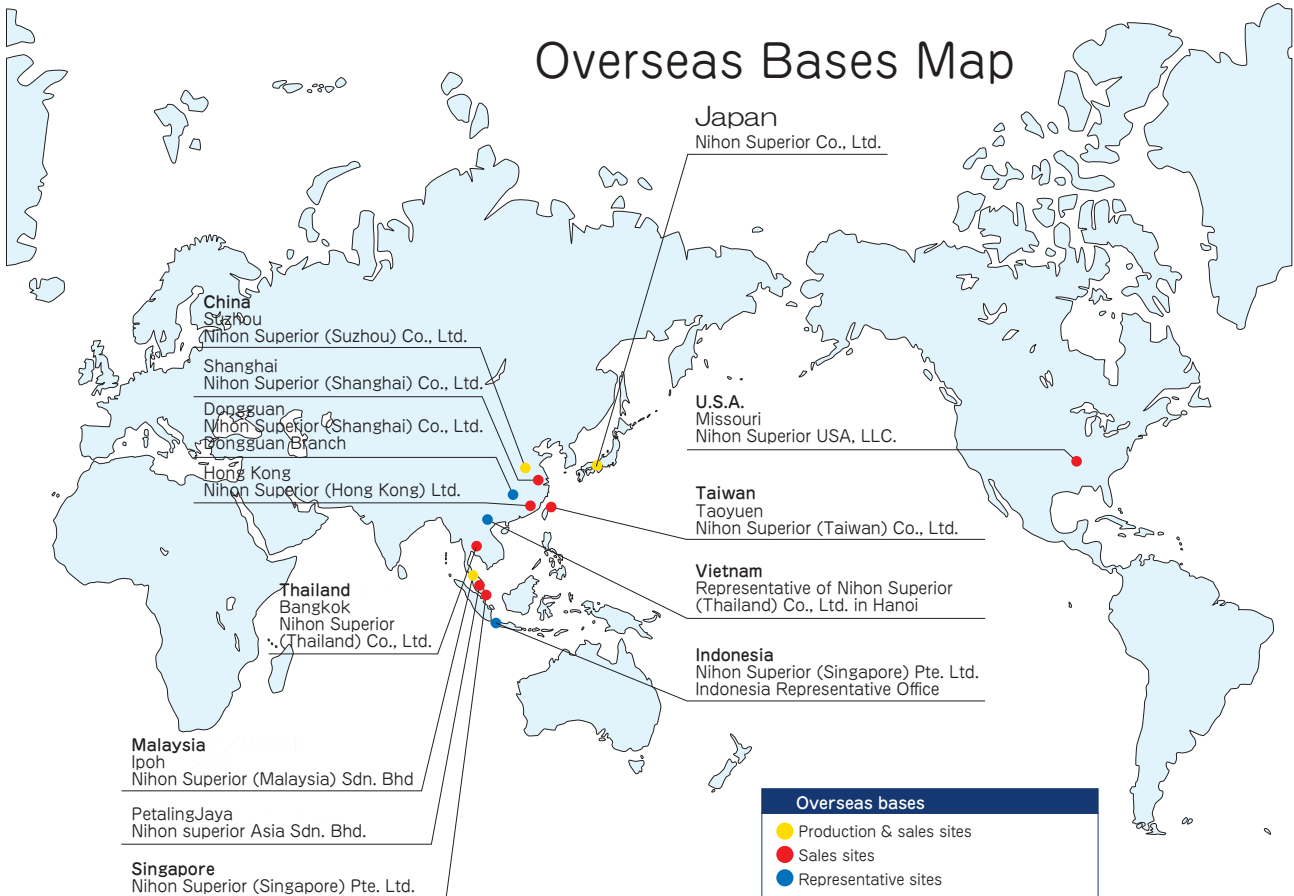 Overseas Bases Map
Japan
Nihon Superior Co., Ltd.
China
Suzhou
Nihon Superior (Suzhou) Co., Ltd.
Shanghai
Nihon Superior (Shanghai) Co., Ltd.
Dongguan
Nihon Superior (Shanghai) Co., Ltd.
Dongguan Branch
Hong Kong
Nihon Superior (Hong Kong) Ltd.
U.S.A.
Missouri
Nihon Superior USA, LLC.
Taiwan
Taoyuen
Nihon Superior (Taiwan) Co., Ltd.
Vietnam
Representative of Nihon Superior
(Thailand) Co., Ltd. in Hanoi
Thailand
Bangkok
Nihon Superior
(Thailand) Co., Ltd.
Indonesia
Nihon Superior (Singapore) Pte. Ltd.
Indonesia Representative Office
Malaysia
Ipoh
Nihon Superior (Malaysia) Sdn. Bhd
PetalingJaya
Nihon superior Asia Sdn. Bhd.
Singapore
Nihon Superior (Singapore) Pte. Ltd.
Overseas bases
Production & sales sites
Sales sites
Representative sites